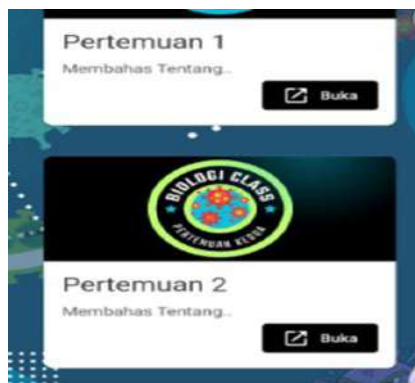 Pertemuan 1
Membahas Tentang..
Buka
BIOLOGI CLASS
PERTEMUAN KEDUA
Pertemuan 2
Membahas Tentang..
Buka